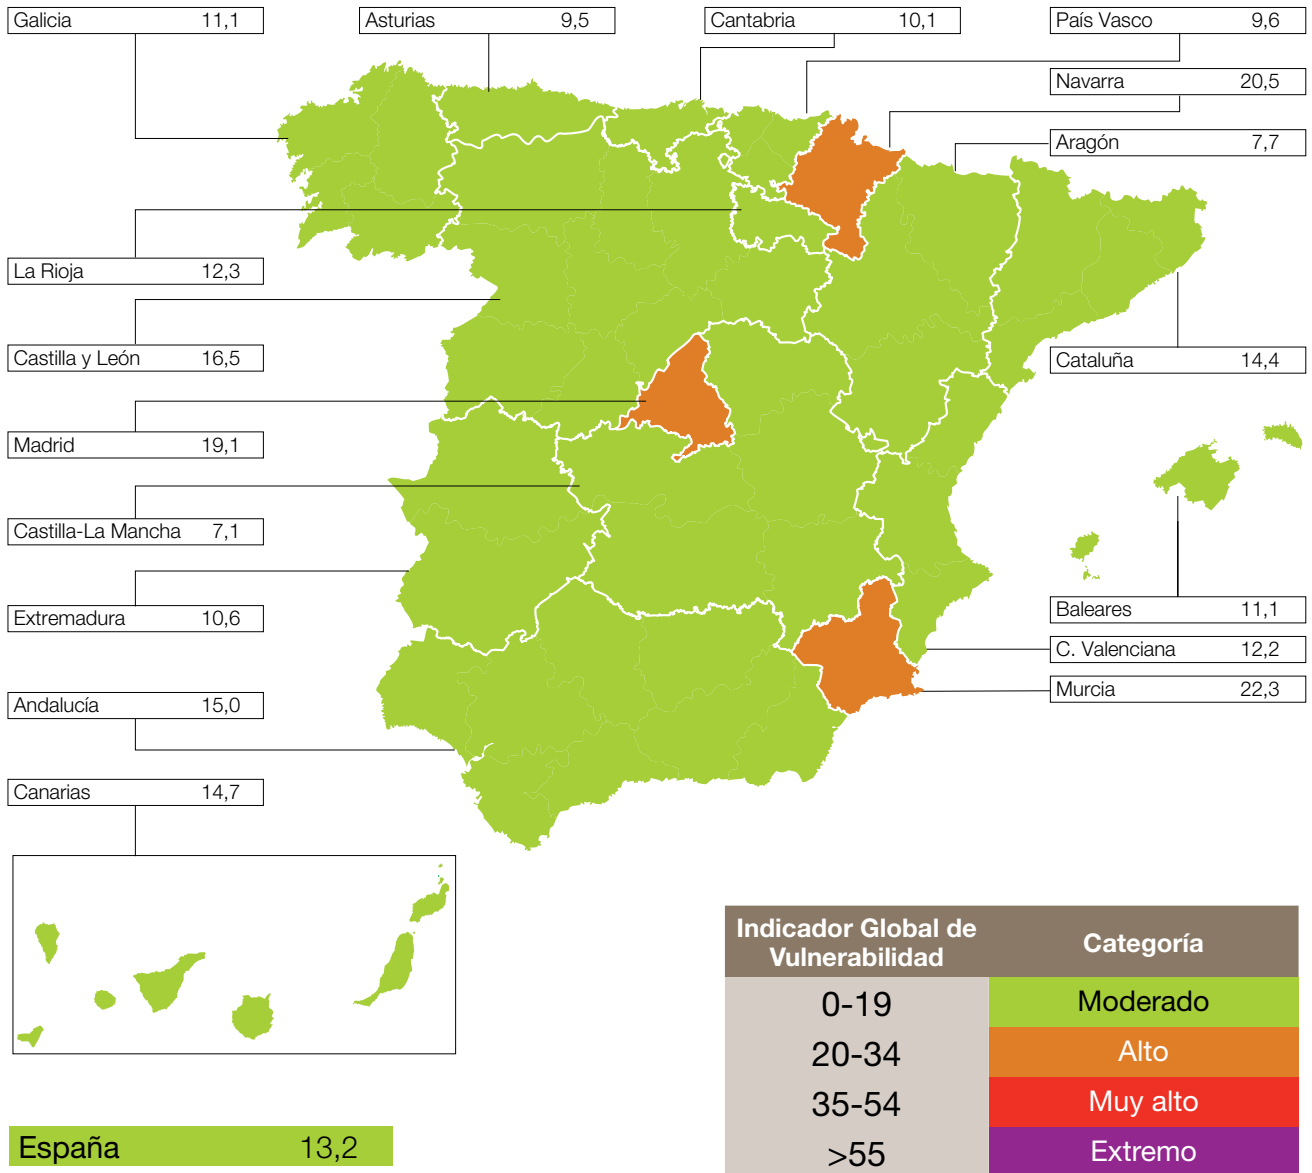 Galicia 11,1
Asturias 9,5
Cantabria 10,1
País Vasco 9,6
Navarra 20,5
Aragón 7,7
La Rioja 12,3
Castilla y León 16,5
Cataluña 14,4
Madrid 19,1
Castilla-La Mancha 7,1
Extremadura 10,6
Baleares 11,1
C. Valenciana 12,2
Murcia 22,3
Andalucía 15,0
Canarias 14,7
Indicador Global de
Vulnerabilidad
Categoría
0-19 Moderado
20-34 Alto
35-54 Muy alto
>55 Extremo
España 13,2